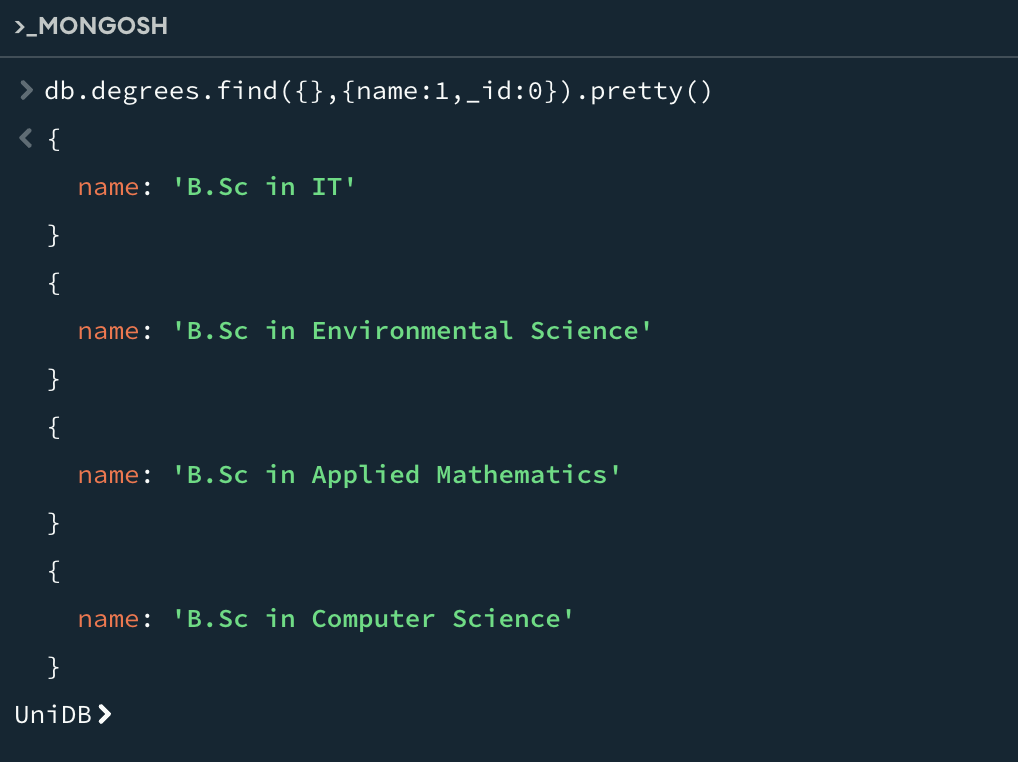 >_MONGOSH
> db.degrees.find({},{name:1,_id:0}).pretty()
< {
name: 'B.Sc in IT'
}
{
name: 'B.Sc in Environmental Science'
}
{
name: 'B.Sc in Applied Mathematics'
}
{
name: 'B.Sc in Computer Science'
}
UniDB>